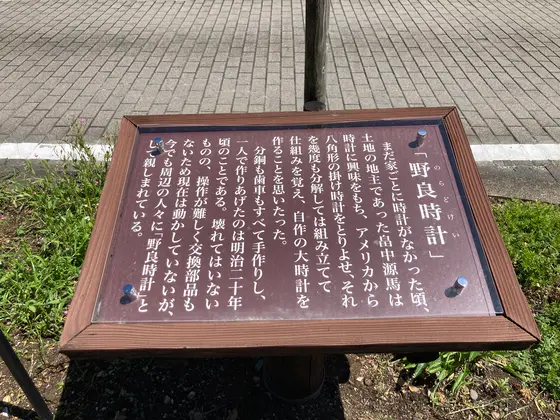 「野良時計」
のらどけい
まだ家ごとに時計がなかった頃、
土地の地主であった畠中源馬は
時計に興味をもち、アメリカから
八角形の掛け時計をとりよせ、それ
を幾度も分解しては組み立てて
仕組みを覚え、自作の大時計を
作ることを思いたった。
分銅も歯車もすべて手作りし、
一人で作りあげたのは明治二十年
頃のことである。壊れてはいない
ものの、操作が難しく交換部品も
ないため現在は動かしていないが、
今でも周辺の人々に「野良時計」と
して親しまれている。